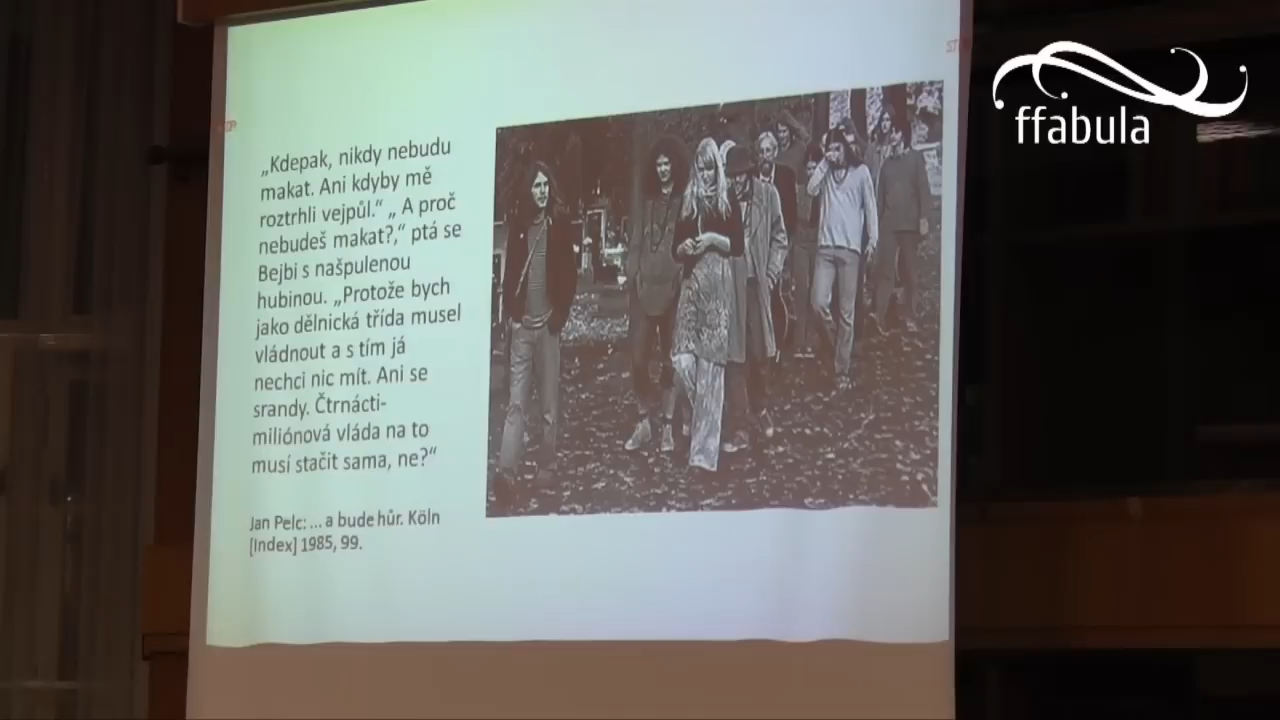 ffabula
„Kdepak, nikdy nebudu
makat. Ani kdyby mě
roztrhli vejpůl.“ „ A proč
nebudeš makat?,“ ptá se
Bejbi s našpulenou
hubinou. „Protože bych
jako dělnická třída musel
vládnout a s tím já
nechci nic mít. Ani se
srandy. Čtrnácti-
miliónová vláda na to
musí stačit sama, ne?“
Jan Pelc: ... a bude hůr. Köln
[Index] 1985, 99.